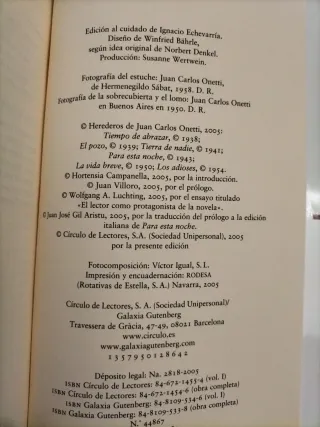 Edición al cuidado de Ignacio Echevarría.
Diseño de Winfried Bährle,
según idea original de Norbert Denkel.
Producción: Susanne Wertwein.
Fotografía del estuche: Juan Carlos Onetti,
de Hermenegildo Sábat, 1958. D. R.
Fotografía de la sobrecubierta y el lomo: Juan Carlos Onetti
en Buenos Aires en 1950. D. R.
© Herederos de Juan Carlos Onetti, 2005:
Tiempo de abrazar, © 1938;
El pozo, © 1939; Tierra de nadie, © 1941;
Para esta noche, © 1943;
La vida breve, © 1950; Los adioses, © 1954.
© Hortensia Campanella, 2005, por la introducción.
© Juan Villoro, 2005, por el prólogo.
© Wolfgang A. Luchting, 2005, por el ensayo titulado
«El lector como protagonista de la novela».
© Juan José Gil Aristu, 2005, por la traducción del prólogo a la edición
italiana de Para esta noche.
© Círculo de Lectores, S.A. (Sociedad Unipersonal), 2005
por la presente edición
Fotocomposición: Víctor Igual, S. L.
Impresión y encuadernación: RODESA
(Rotativas de Estella, S. A.) Navarra, 2005
Círculo de Lectores, S. A. (Sociedad Unipersonal)/
Galaxia Gutenberg
Travessera de Gràcia, 47-49, 08021 Barcelona
www.circulo.es
www.galaxiagutenberg.com
1 3 5 7 9 5 0 1 2 8 6 4 2
Depósito legal: Na. 2818-2005
ISBN Círculo de Lectores: 84-672-1455-4 (vol. I)
ISBN Círculo de Lectores: 84-672-1454-6 (obra completa)
ISBN Galaxia Gutenberg: 84-8109-534-6 (vol. I)
ISBN Galaxia Gutenberg: 84-8109-533-8 (obra completa)
N.º 44867